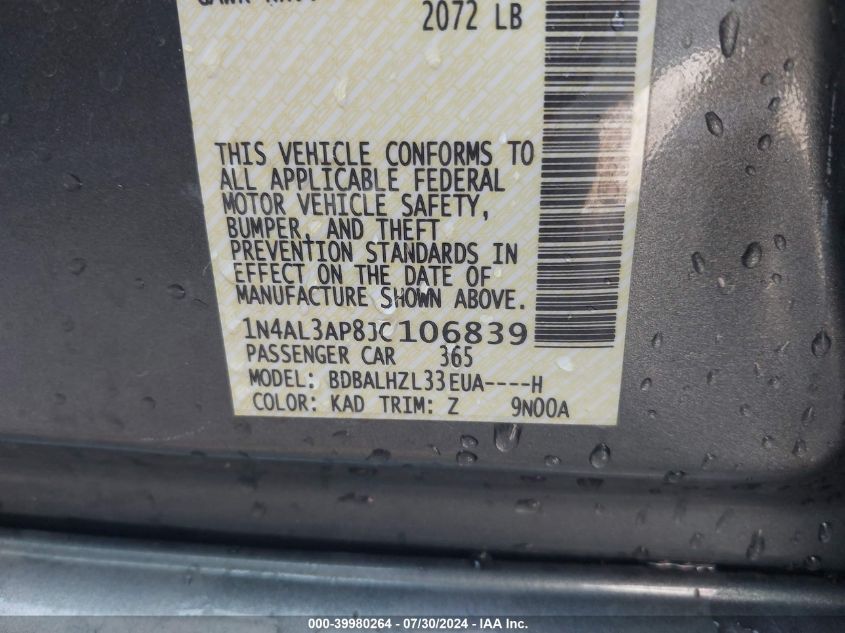 2072 LB
THIS VEHICLE CONFORMS TO
ALL APPLICABLE FEDERAL
MOTOR VEHICLE SAFETY,
BUMPER, AND THEFT
PREVENTION STANDARDS IN
EFFECT ON THE DATE OF
MANUFACTURE SHOWN ABOVE.
1N4AL3AP8JC106839
PASSENGER CAR 365
MODEL: BDBALHZL33EUA----H
COLOR: KAD TRIM: Z 9N00A
000-39980264 / 07/30/2024 - IAA Inc.